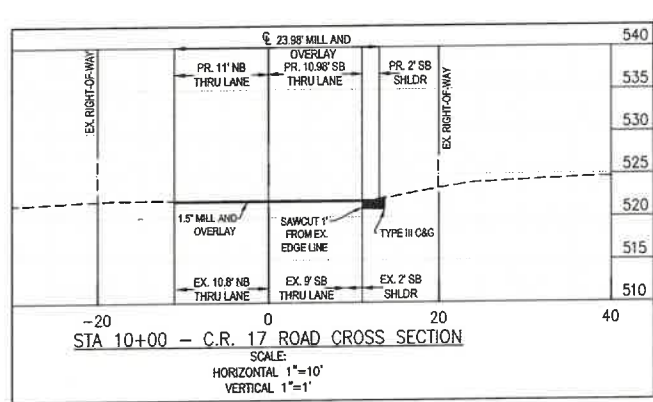 ℄ 23.98' MILL AND
OVERLAY
PR. 11' NB
THRU LANE
PR. 10.98' SB
THRU LANE
PR. 2' SB
SHLDR
EX. RIGHT-OF-WAY
EX. RIGHT-OF-WAY
540
535
530
525
520
515
510
1.5" MILL AND
OVERLAY
SAWCUT 1'
FROM EX.
EDGE LINE
TYPE III C&G
EX. 10.8' NB
THRU LANE
EX. 9' SB
THRU LANE
EX. 2' SB
SHLDR
-20
0
20
40
STA 10+00 - C.R. 17 ROAD CROSS SECTION
SCALE:
HORIZONTAL 1"=10'
VERTICAL 1"=1'